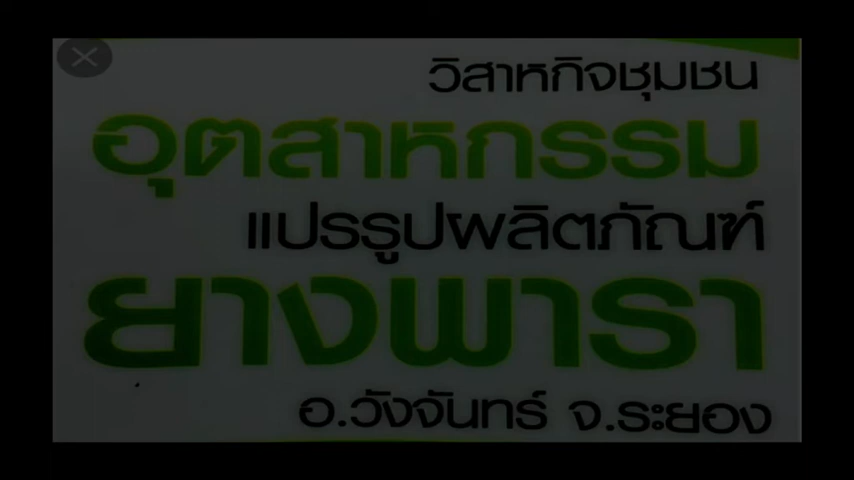 วิสาหกิจชุมชน
อุตสาหกรรม
แปรรูปผลิตภัณฑ์
ยางพารา
อ.วังจันทร์ จ.ระยอง